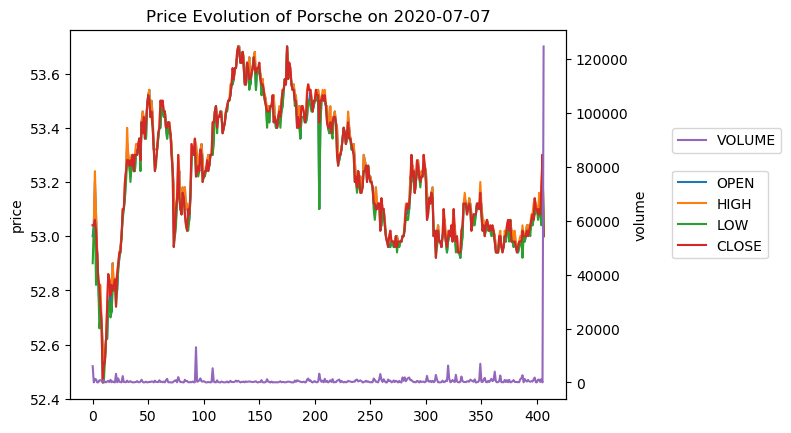 Price Evolution of Porsche on 2020-07-07
price
53.6
53.4
53.2
53.0
52.8
52.6
52.4
0 50 100 150 200 250 300 350 400
120000
100000
80000
60000
40000
20000
0
volume
VOLUME
OPEN
HIGH
LOW
CLOSE